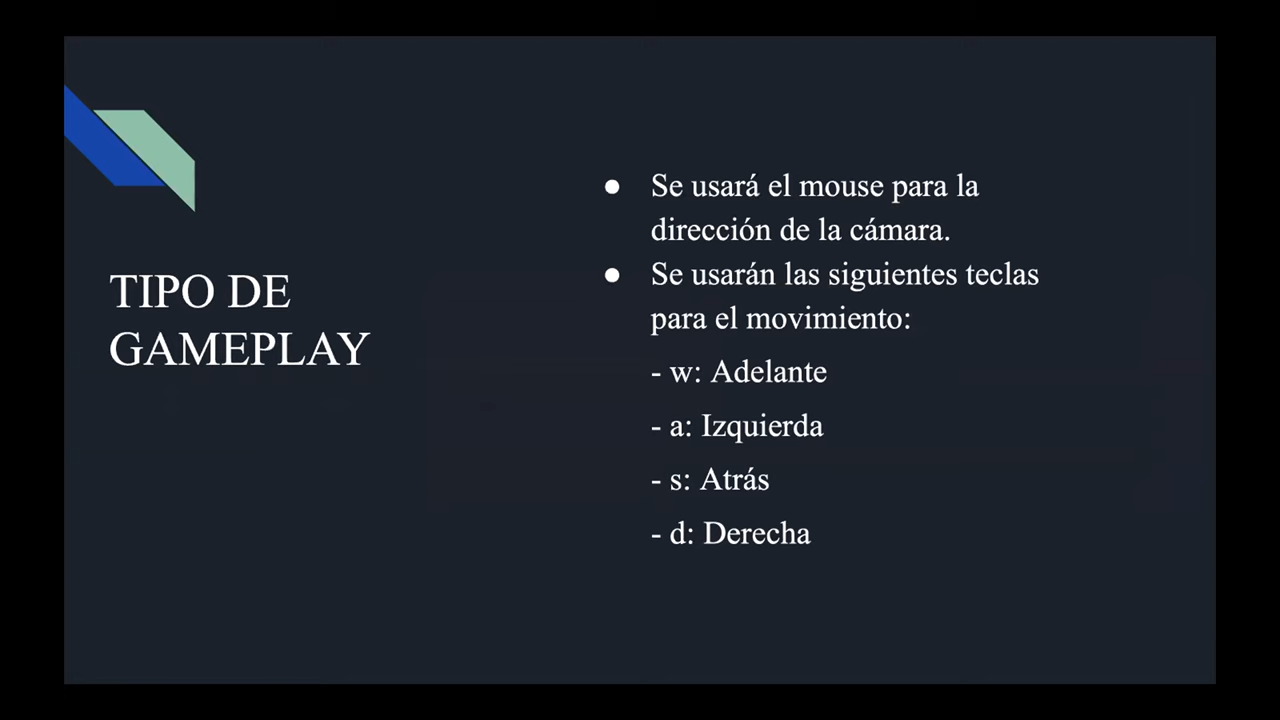 TIPO DE
GAMEPLAY
● Se usará el mouse para la
dirección de la cámara.
● Se usarán las siguientes teclas
para el movimiento:
- w: Adelante
- a: Izquierda
- s: Atrás
- d: Derecha